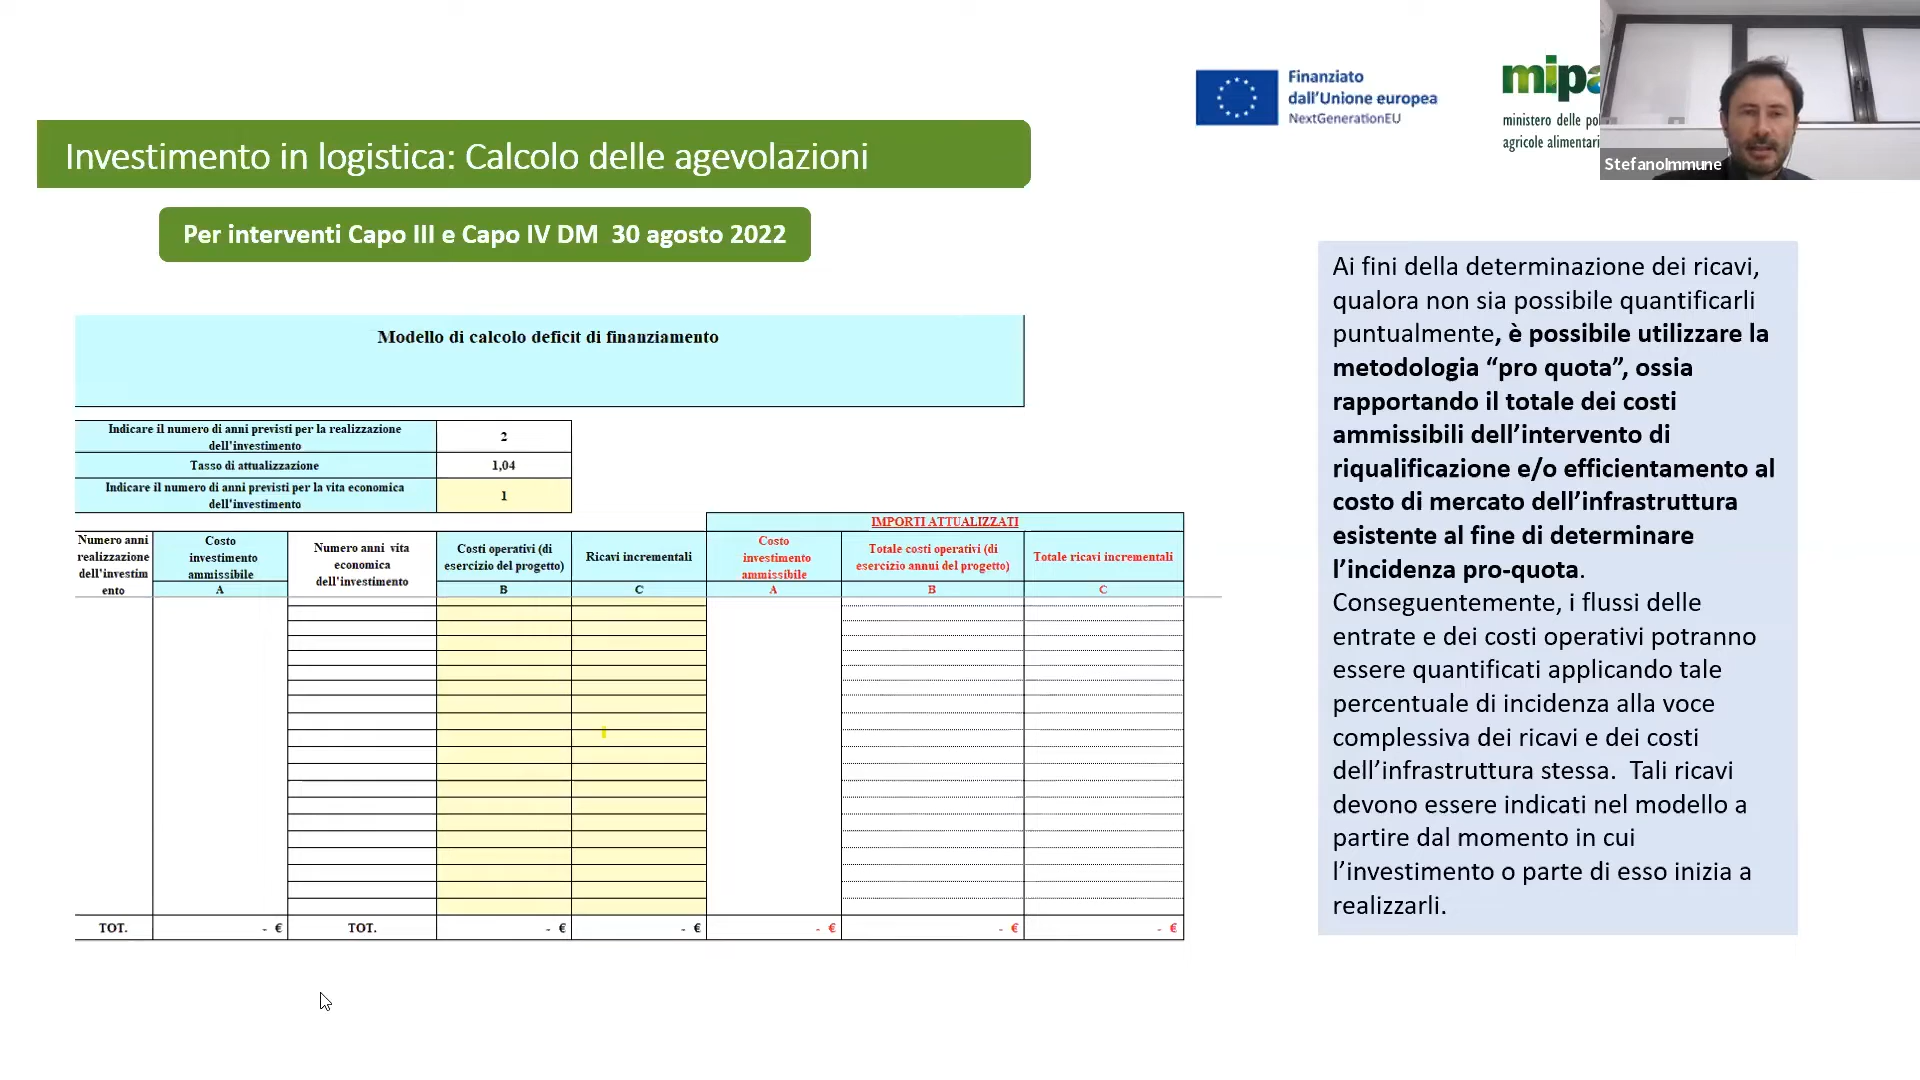 Finanziato
dall'Unione europea
NextGenerationEU
mipa
ministero delle pol
agricole alimentari
StefanoImmune
Investimento in logistica: Calcolo delle agevolazioni
Per interventi Capo III e Capo IV DM 30 agosto 2022
Modello di calcolo deficit di finanziamento
Indicare il numero di anni previsti per la realizzazione
dell'investimento
2
Tasso di attualizzazione
1,04
Indicare il numero di anni previsti per la vita economica
dell'investimento
1
IMPORTI ATTUALIZZATI
Numero anni
realizzazione
dell'investim
ento
Costo
investimento
ammissibile
A
Numero anni vita
economica
dell'investimento
Costi operativi (di
esercizio del progetto)
B
Ricavi incrementali
C
Costo
investimento
ammissibile
A
Totale costi operativi (di
esercizio annui del progetto)
B
Totale ricavi incrementali
C
TOT.
- €
TOT.
- €
- €
- €
- €
- €
Ai fini della determinazione dei ricavi,
qualora non sia possibile quantificarli
puntualmente, è possibile utilizzare la
metodologia “pro quota”, ossia
rapportando il totale dei costi
ammissibili dell’intervento di
riqualificazione e/o efficientamento al
costo di mercato dell’infrastruttura
esistente al fine di determinare
l’incidenza pro-quota.
Conseguentemente, i flussi delle
entrate e dei costi operativi potranno
essere quantificati applicando tale
percentuale di incidenza alla voce
complessiva dei ricavi e dei costi
dell’infrastruttura stessa. Tali ricavi
devono essere indicati nel modello a
partire dal momento in cui
l’investimento o parte di esso inizia a
realizzarli.